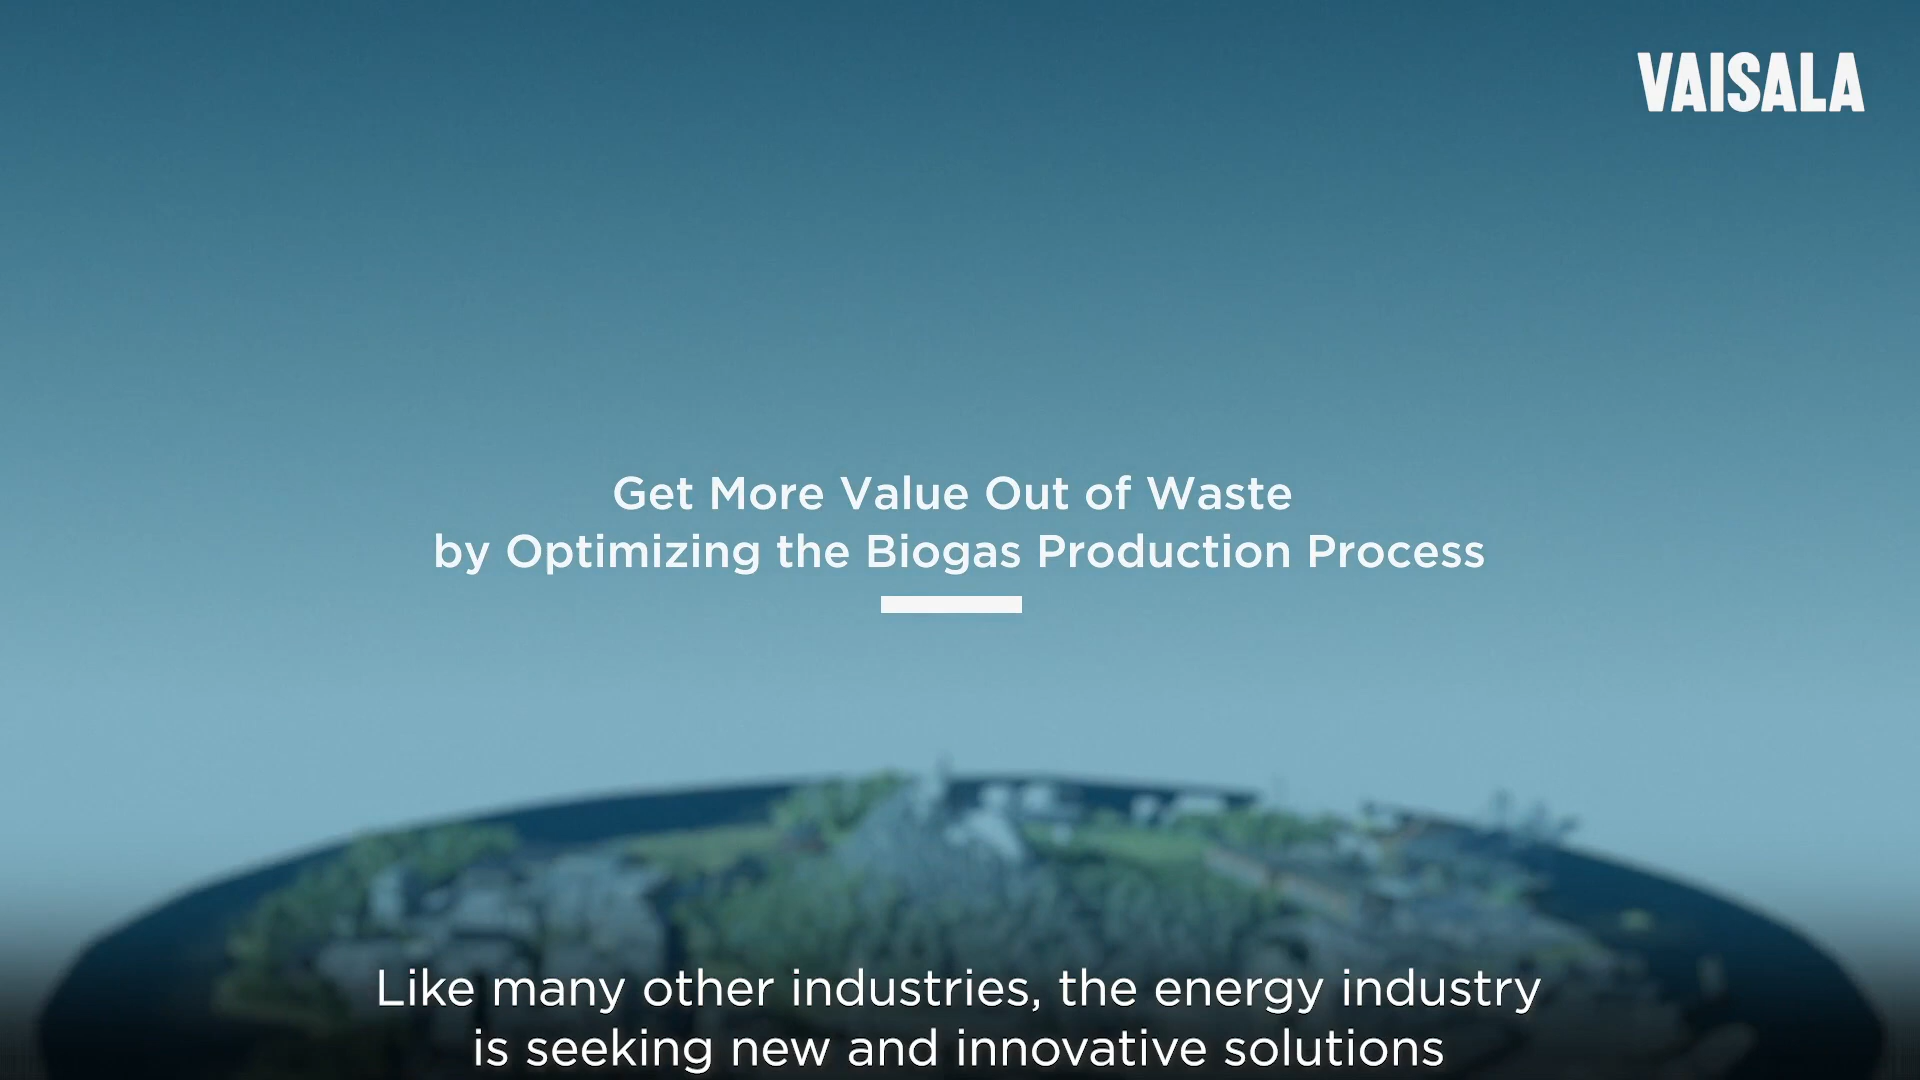 VAISALA
Get More Value Out of Waste
by Optimizing the Biogas Production Process
Like many other industries, the energy industry
is seeking new and innovative solutions